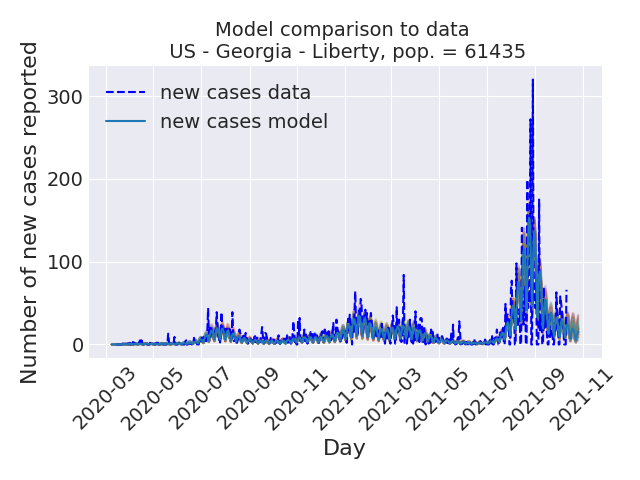 Model comparison to data
US - Georgia - Liberty, pop. = 61435
Number of new cases reported
300
200
100
0
new cases data
new cases model
2020-03
2020-05
2020-07
2020-09
2020-11
2021-01
2021-03
2021-05
2021-07
2021-09
2021-11
Day